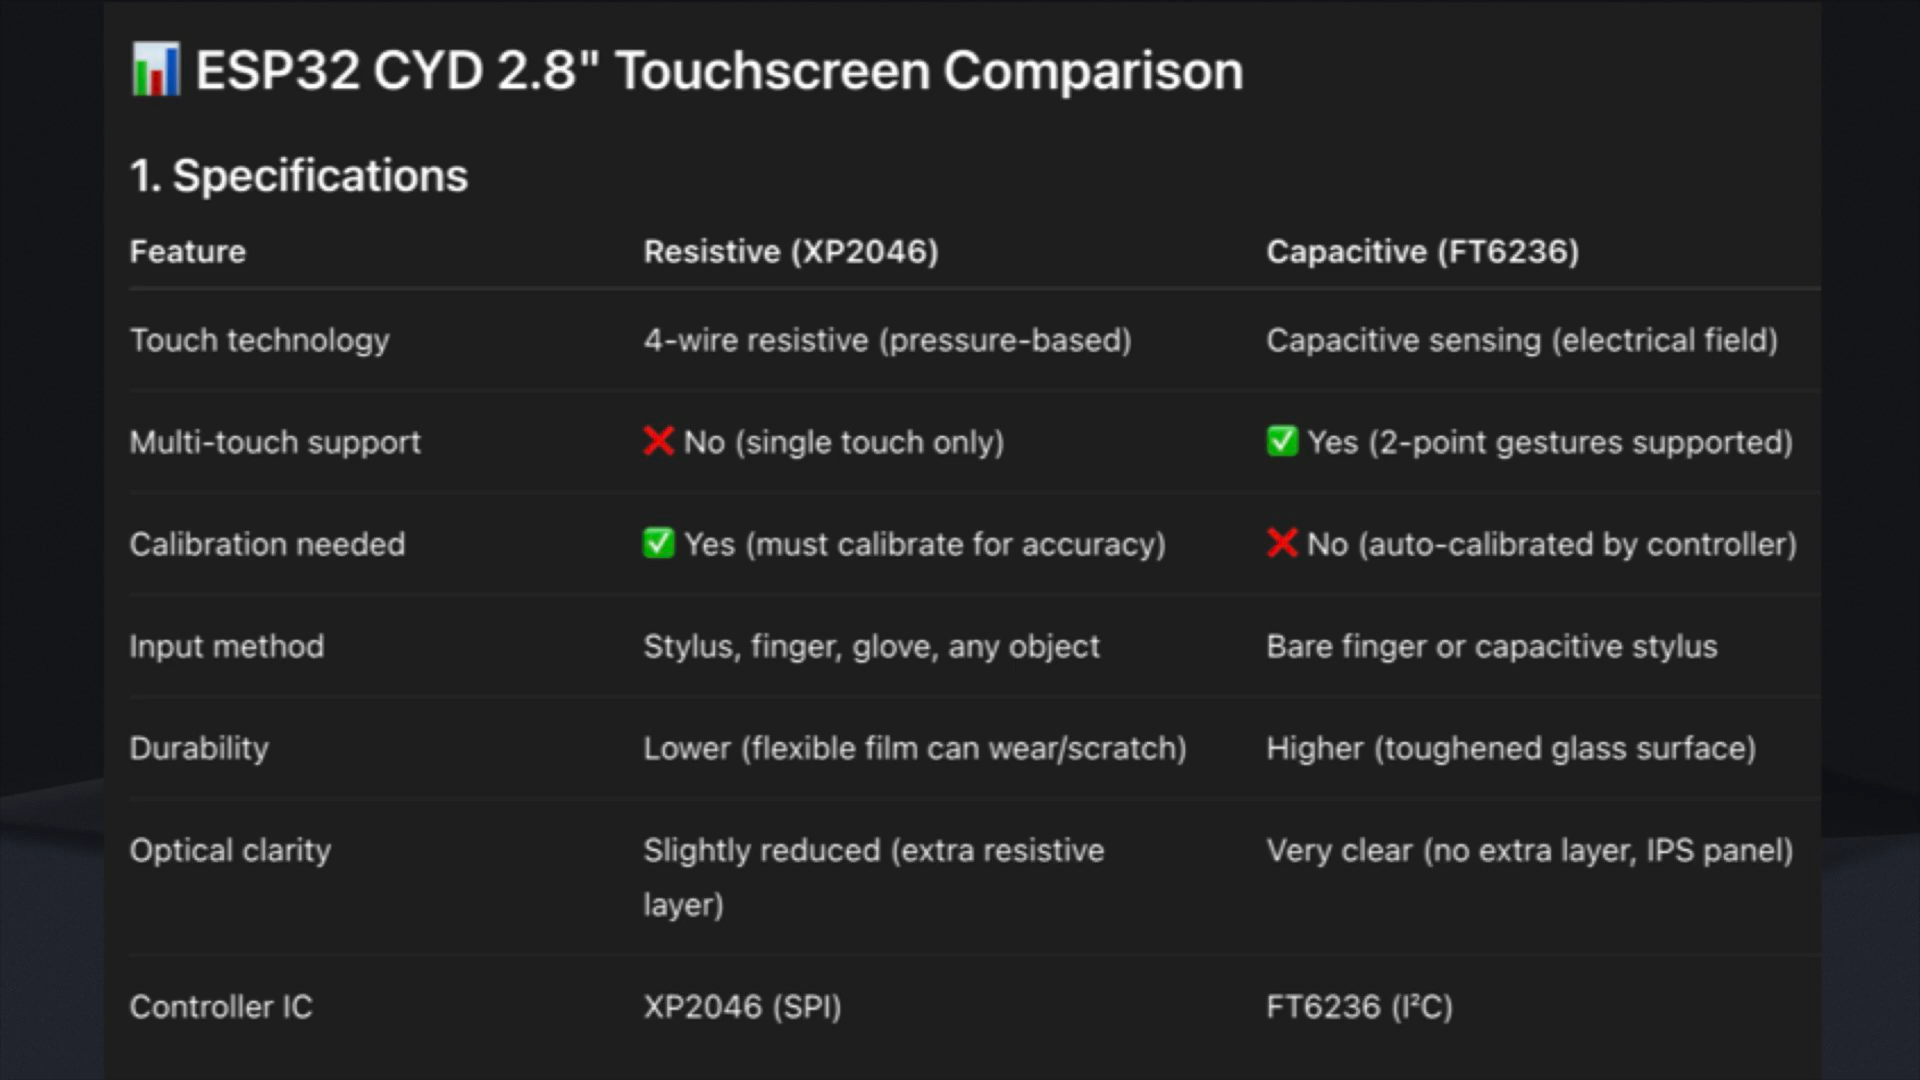 📊 ESP32 CYD 2.8" Touchscreen Comparison
1. Specifications
Feature Resistive (XP2046) Capacitive (FT6236)
Touch technology 4-wire resistive (pressure-based) Capacitive sensing (electrical field)
Multi-touch support ❌ No (single touch only) ✅ Yes (2-point gestures supported)
Calibration needed ✅ Yes (must calibrate for accuracy) ❌ No (auto-calibrated by controller)
Input method Stylus, finger, glove, any object Bare finger or capacitive stylus
Durability Lower (flexible film can wear/scratch) Higher (toughened glass surface)
Optical clarity Slightly reduced (extra resistive Very clear (no extra layer, IPS panel)
layer)
Controller IC XP2046 (SPI) FT6236 (I²C)